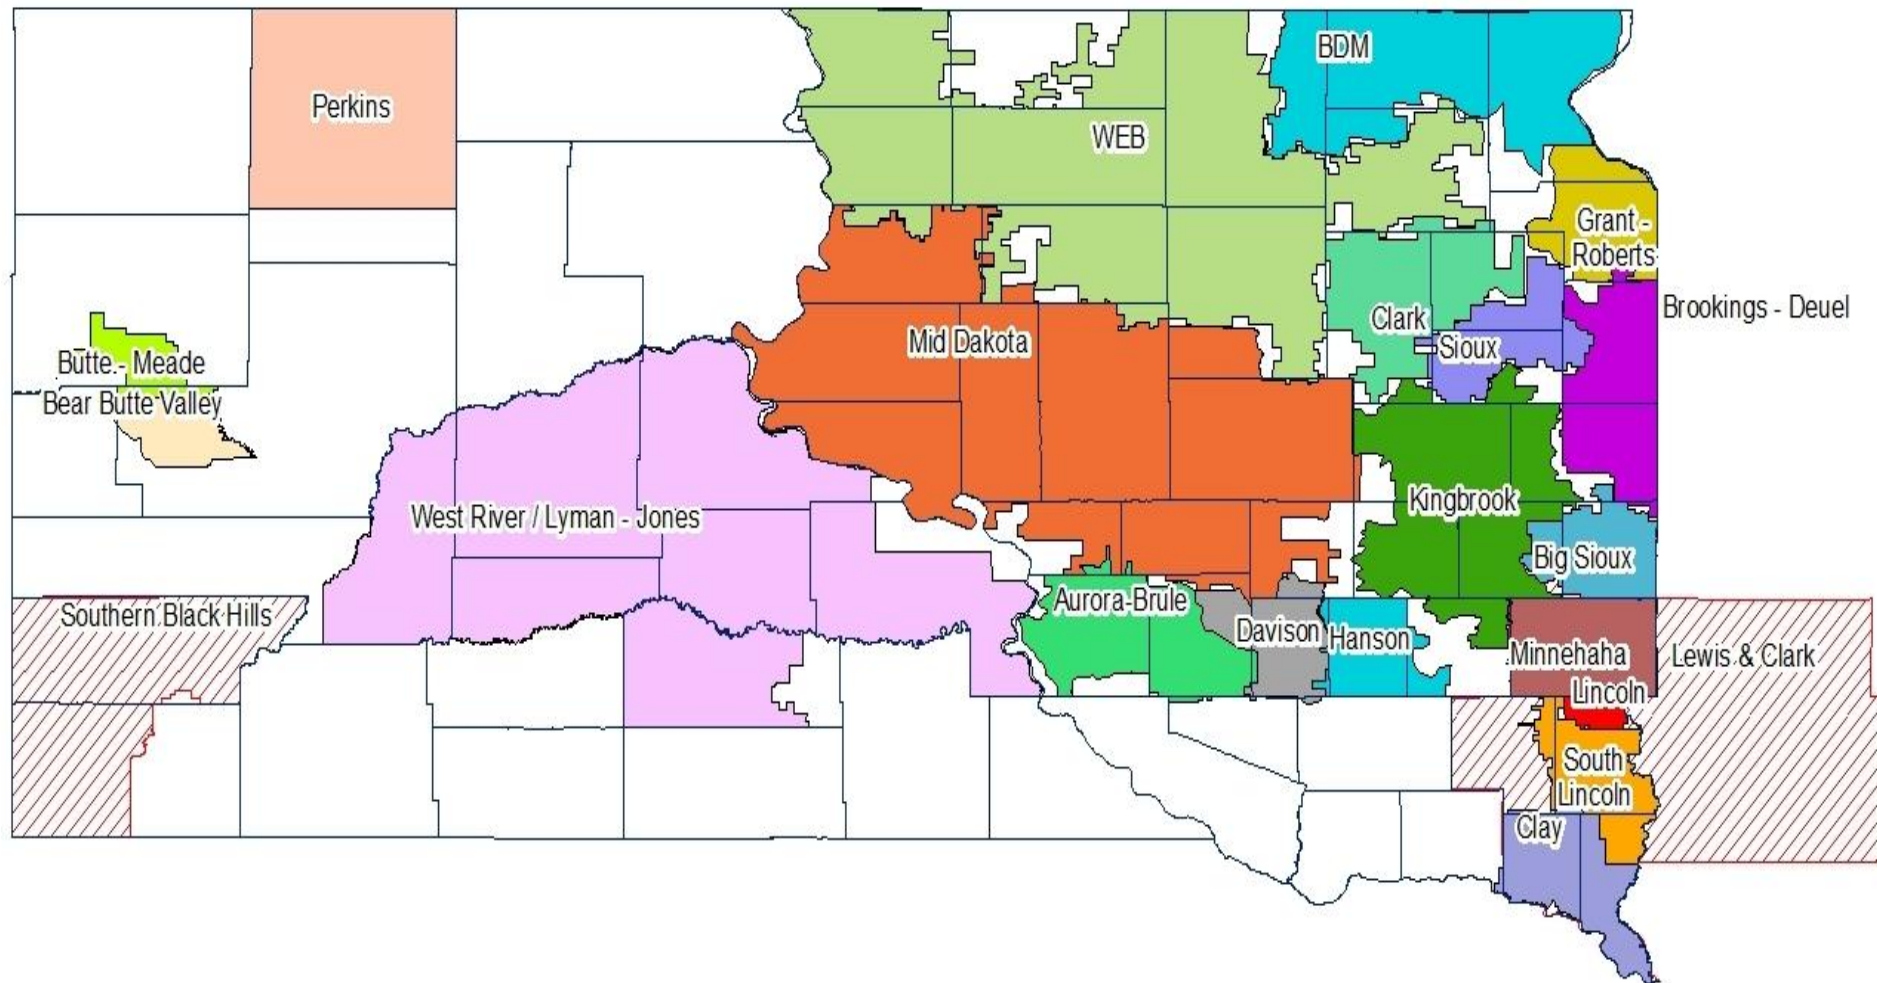 BDM
Perkins
WEB
Grant -
Roberts
Brookings - Deuel
Clark
Mid Dakota
Sioux
Butte - Meade
Bear Butte Valley
Kingbrook
West River / Lyman - Jones
Big Sioux
Aurora-Brule
Southern Black Hills
Davison
Hanson
Minnehaha
Lewis & Clark
Lincoln
South
Lincoln
Clay